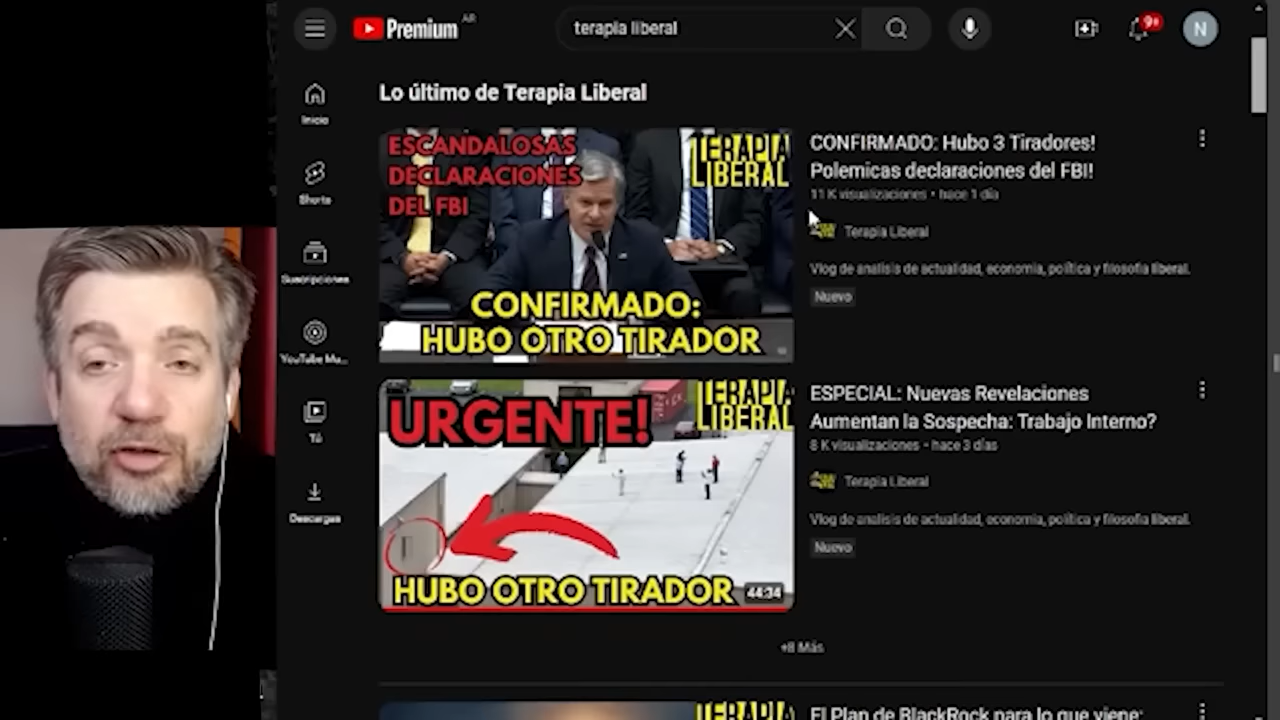 Premium AR
terapia liberal
9+
N
Inicio
Shorts
Suscripciones
YouTube Mu...
Tú
Descargas
Lo último de Terapia Liberal
ESCANDALOSAS
DECLARACIONES
DEL FBI
TERAPIA
LIBERAL
CONFIRMADO:
HUBO OTRO TIRADOR
CONFIRMADO: Hubo 3 Tiradores!
Polemicas declaraciones del FBI!
11 K visualizaciones • hace 1 día
Terapia Liberal
Vlog de analisis de actualidad, economia, política y filosofia liberal.
Nuevo
URGENTE!
TERAPIA
LIBERAL
HUBO OTRO TIRADOR
44:34
ESPECIAL: Nuevas Revelaciones
Aumentan la Sospecha: Trabajo Interno?
8 K visualizaciones • hace 3 días
Terapia Liberal
Vlog de analisis de actualidad, economia, política y filosofia liberal.
Nuevo
+8 Más
TERAPIA
El Plan de BlackRock para lo que viene: